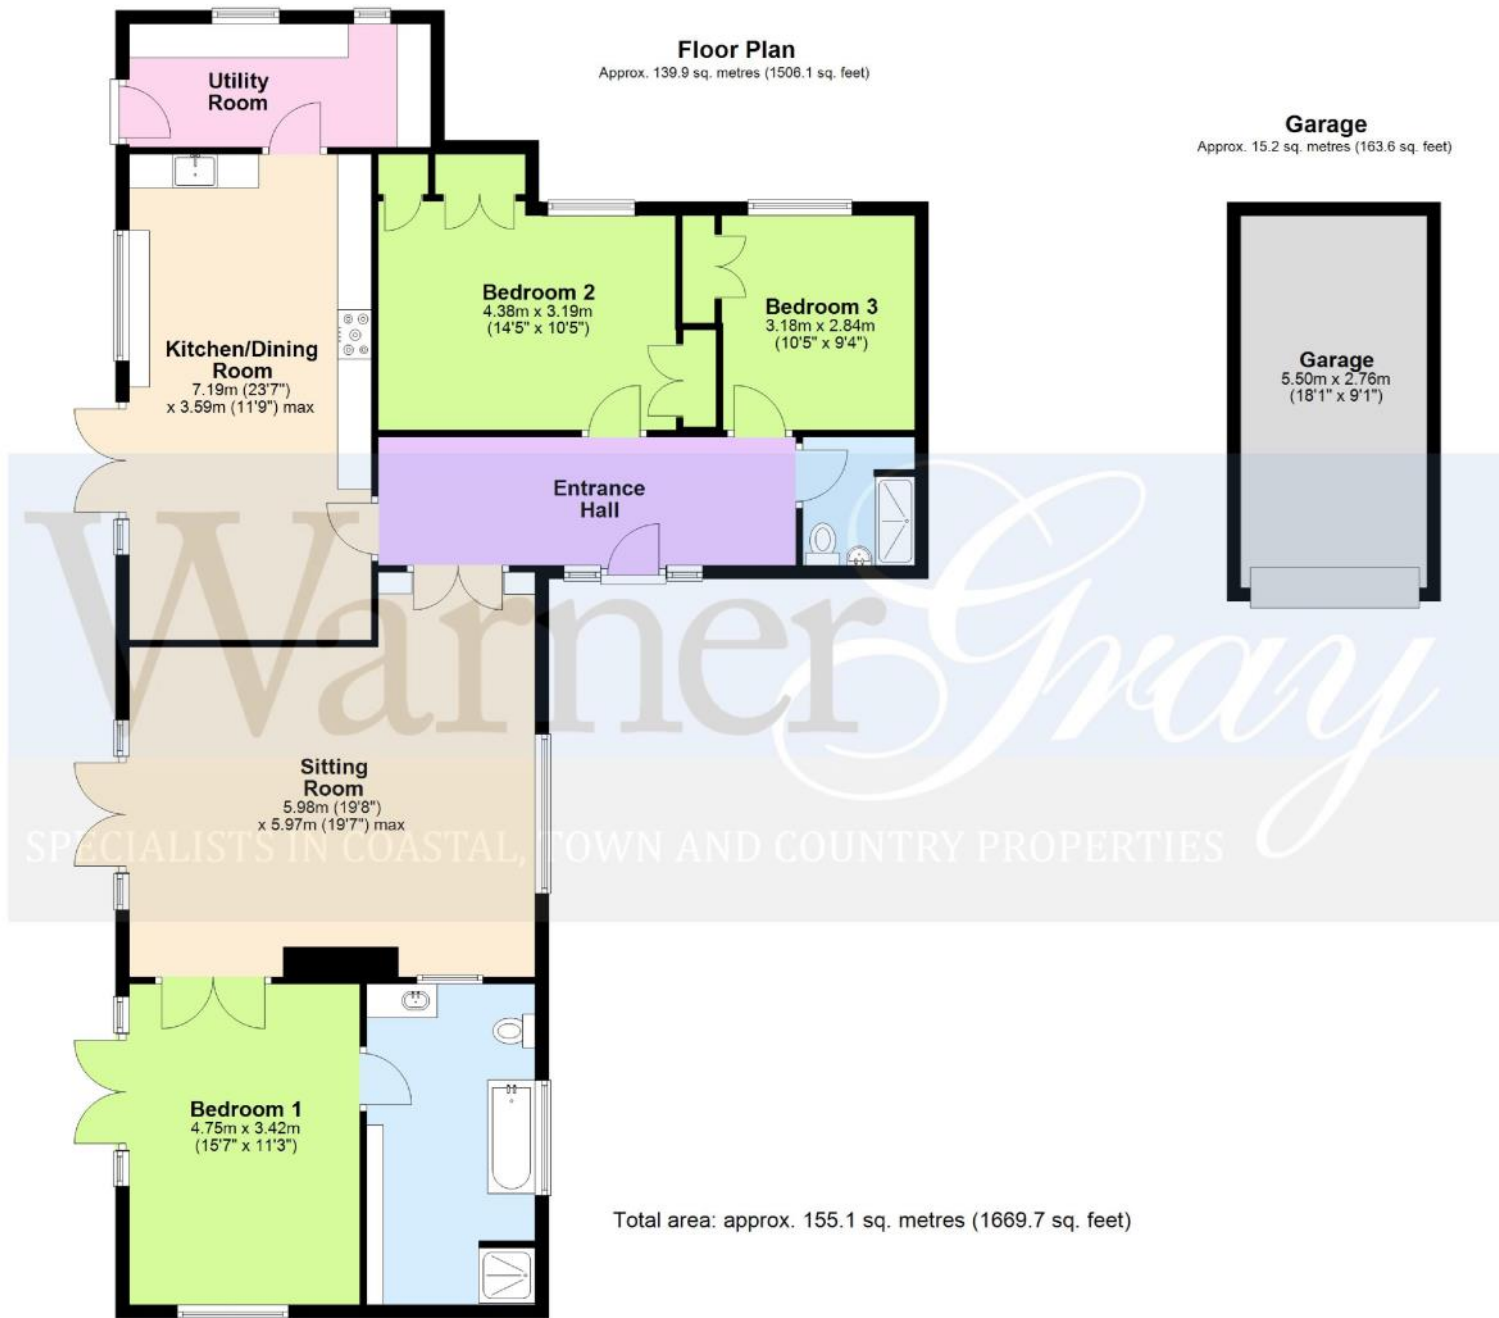 Floor Plan
Approx. 139.9 sq. metres (1506.1 sq. feet)
Garage
Approx. 15.2 sq. metres (163.6 sq. feet)
Utility
Room
Bedroom 2
4.38m x 3.19m
(14'5" x 10'5")
Bedroom 3
3.18m x 2.84m
(10'5" x 9'4")
Kitchen/Dining
Room
7.19m (23'7")
x 3.59m (11'9") max
Garage
5.50m x 2.76m
(18'1" x 9'1")
Entrance
Hall
Warner Gray
SPECIALISTS IN COASTAL, TOWN AND COUNTRY PROPERTIES
Sitting
Room
5.98m (19'8")
x 5.97m (19'7") max
Bedroom 1
4.75m x 3.42m
(15'7" x 11'3")
Total area: approx. 155.1 sq. metres (1669.7 sq. feet)